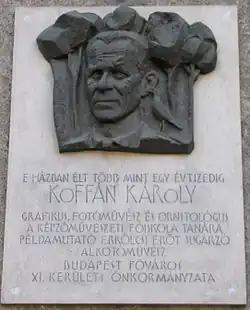 E HÁZBAN ÉLT TÖBB MINT EGY ÉVTIZEDIG
KOFFÁN KÁROLY
GRAFIKUS, FOTÓMŰVÉSZ ÉS ORNITOLÓGUS
A KÉPZŐMŰVÉSZETI FŐISKOLA TANÁRA
PÉLDAMUTATÓ ERKÖLCSI ERŐT SUGÁRZÓ
ALKOTÓMŰVÉSZ
BUDAPEST FŐVÁROS
XI. KERÜLETI ÖNKORMÁNYZATA